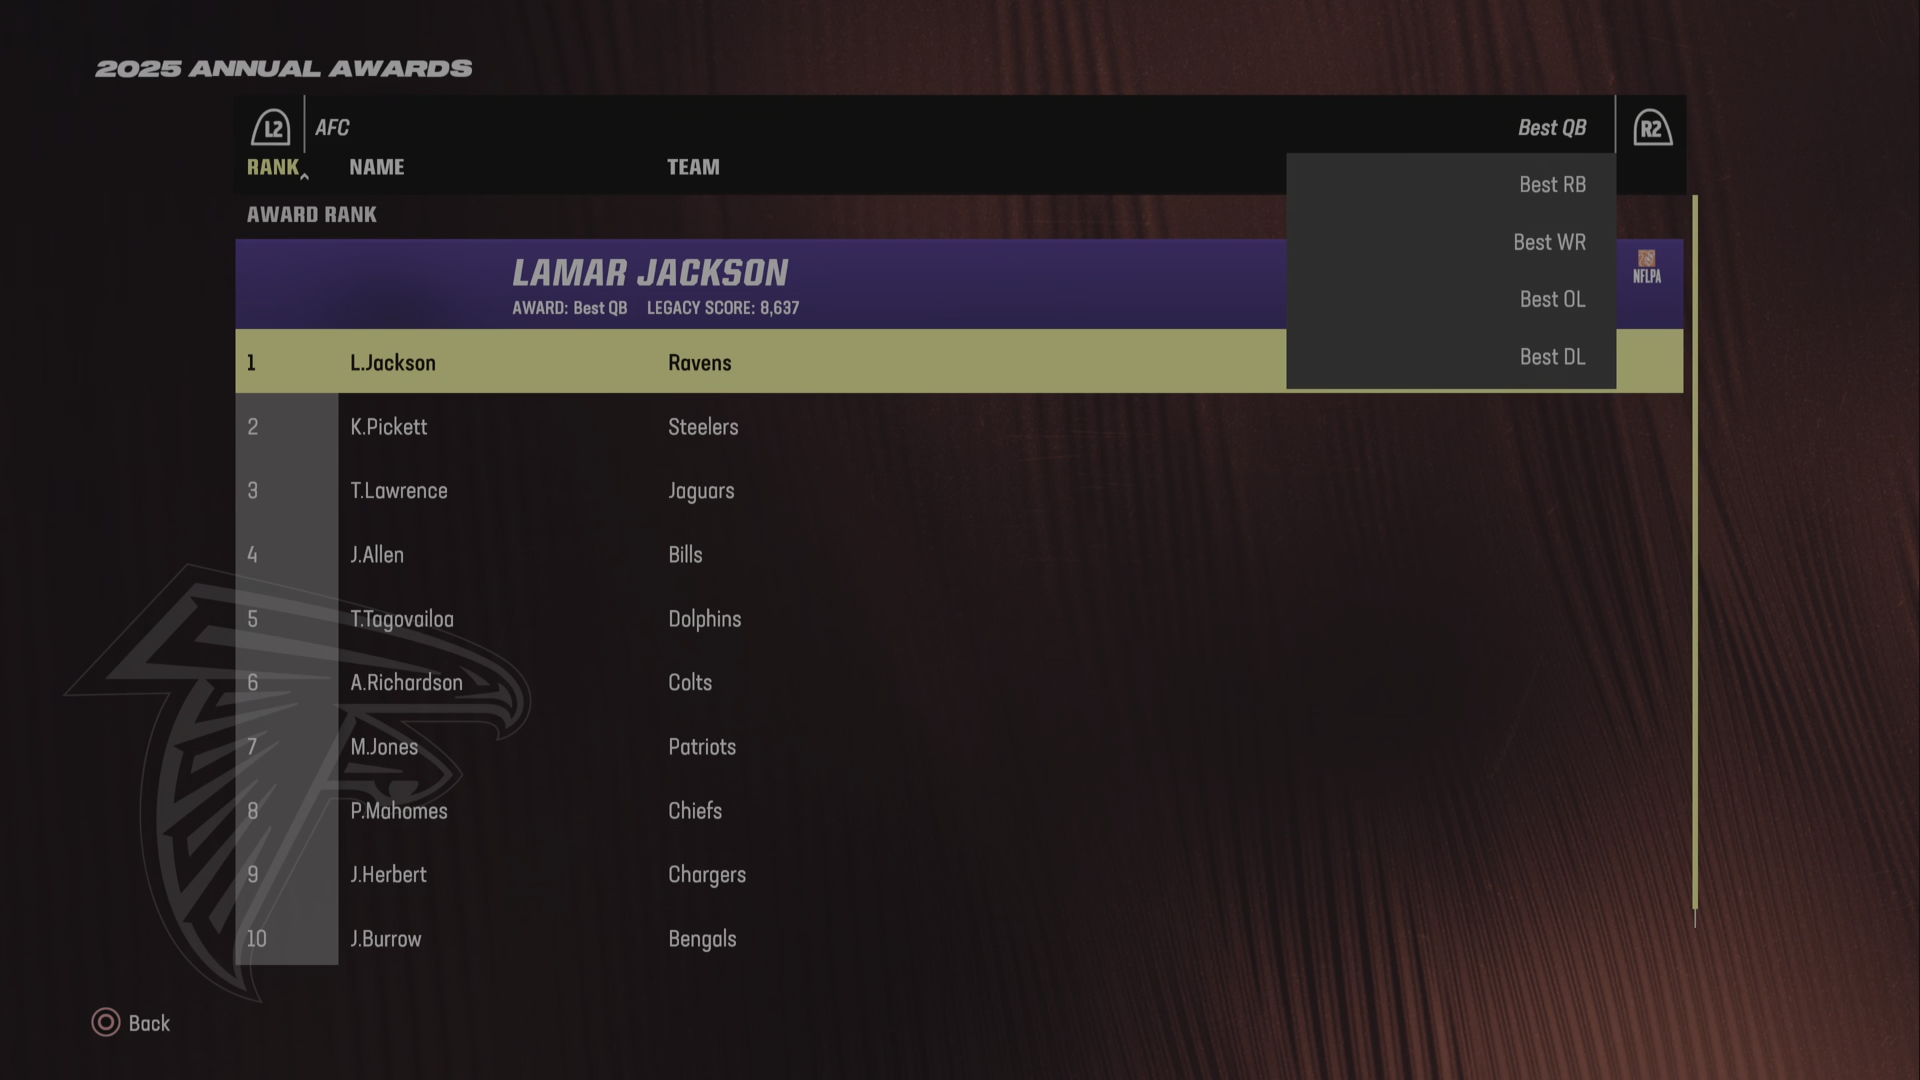 2025 ANNUAL AWARDS
L2 AFC Best QB R2
RANK NAME TEAM
Best RB
AWARD RANK
Best WR
LAMAR JACKSON
NFLPA
AWARD: Best QB LEGACY SCORE: 8,637
Best OL
1 L.Jackson Ravens
Best DL
2 K.Pickett Steelers
3 T.Lawrence Jaguars
4 J.Allen Bills
5 T.Tagovailoa Dolphins
6 A.Richardson Colts
7 M.Jones Patriots
8 P.Mahomes Chiefs
9 J.Herbert Chargers
10 J.Burrow Bengals
Back